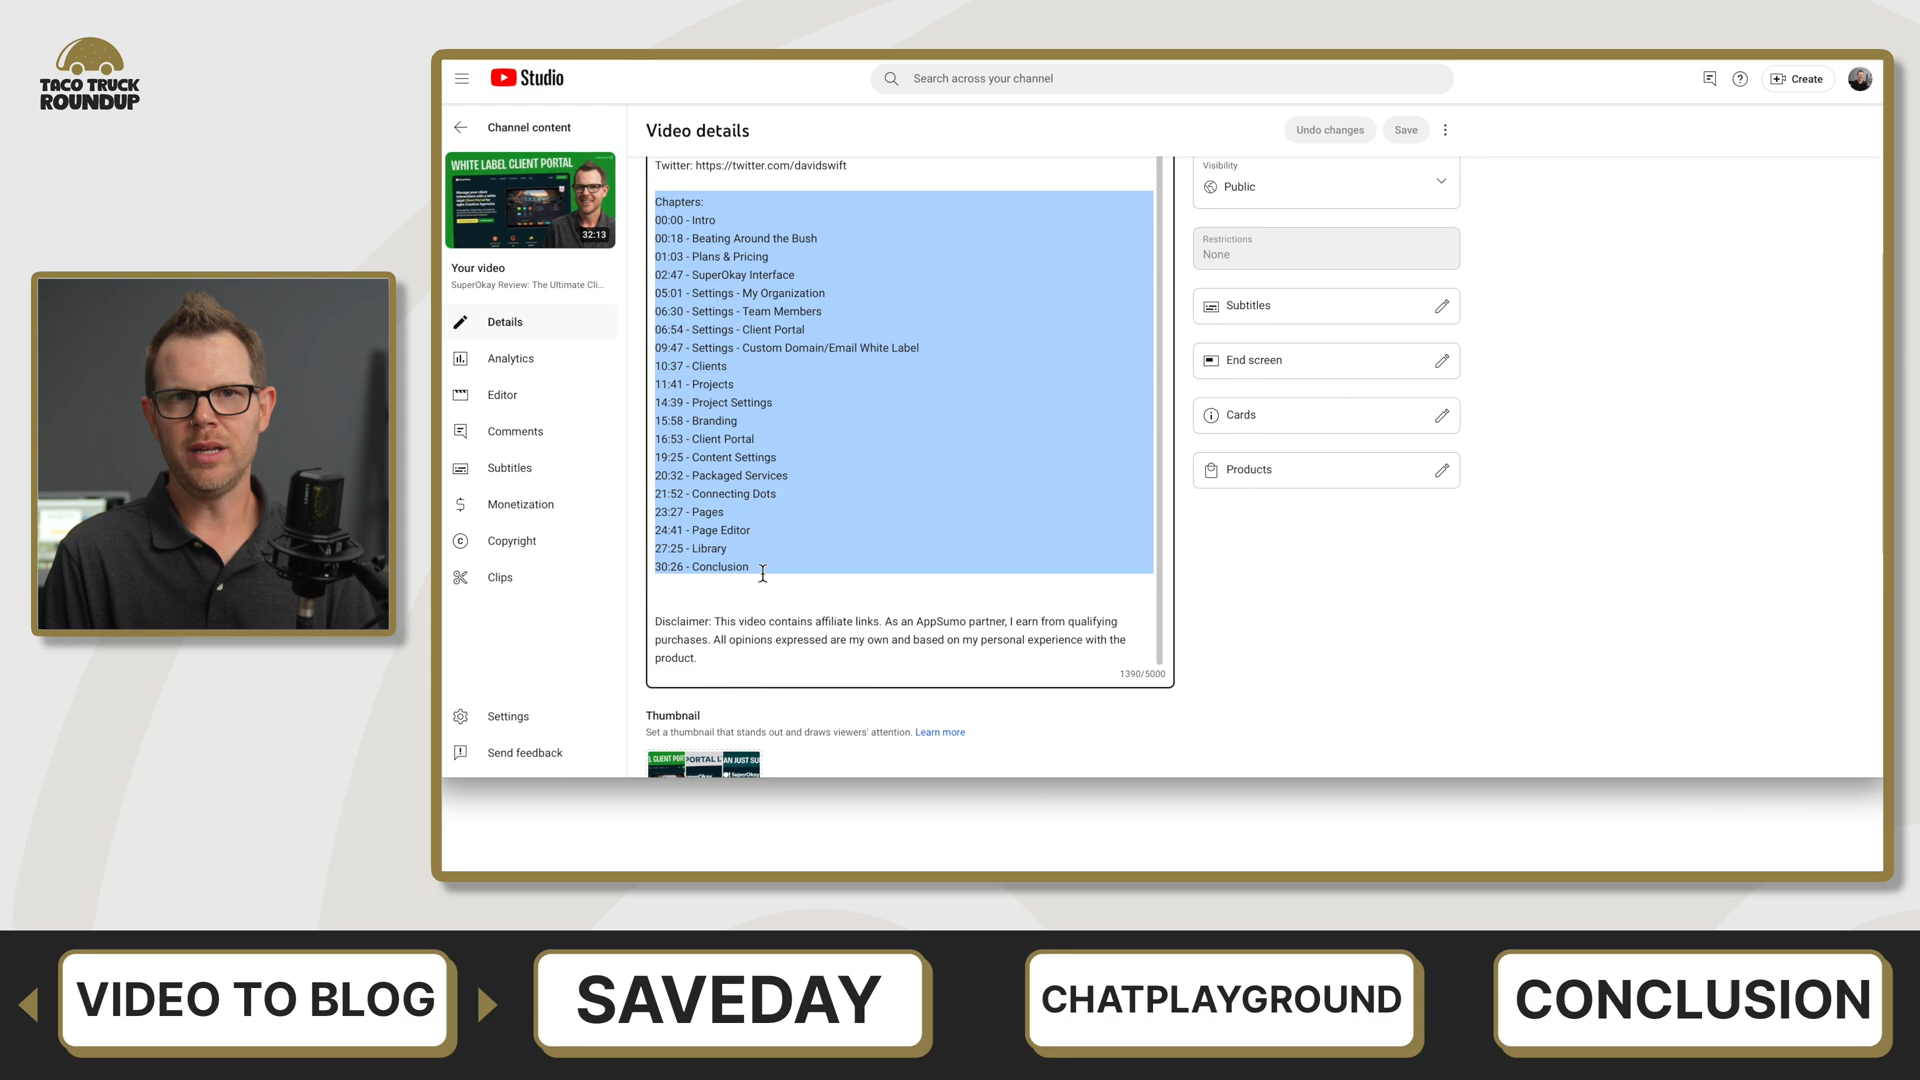 TACO TRUCK
ROUNDUP
Studio
Search across your channel
Create
Channel content
WHITE LABEL CLIENT PORTAL
32:13
Your video
SuperOkay Review: The Ultimate Cli...
Details
Analytics
Editor
Comments
Subtitles
Monetization
Copyright
Clips
Settings
Send feedback
Video details
Undo changes
Save
Twitter: https://twitter.com/davidswift
Chapters:
00:00 - Intro
00:18 - Beating Around the Bush
01:03 - Plans & Pricing
02:47 - SuperOkay Interface
05:01 - Settings - My Organization
06:30 - Settings - Team Members
06:54 - Settings - Client Portal
09:47 - Settings - Custom Domain/Email White Label
10:37 - Clients
11:41 - Projects
14:39 - Project Settings
15:58 - Branding
16:53 - Client Portal
19:25 - Content Settings
20:32 - Packaged Services
21:52 - Connecting Dots
23:27 - Pages
24:41 - Page Editor
27:25 - Library
30:26 - Conclusion
Disclaimer: This video contains affiliate links. As an AppSumo partner, I earn from qualifying
purchases. All opinions expressed are my own and based on my personal experience with the
product.
1390/5000
Thumbnail
Set a thumbnail that stands out and draws viewers' attention. Learn more
Visibility
Public
Restrictions
None
Subtitles
End screen
Cards
Products
VIDEO TO BLOG
SAVEDAY
CHATPLAYGROUND
CONCLUSION